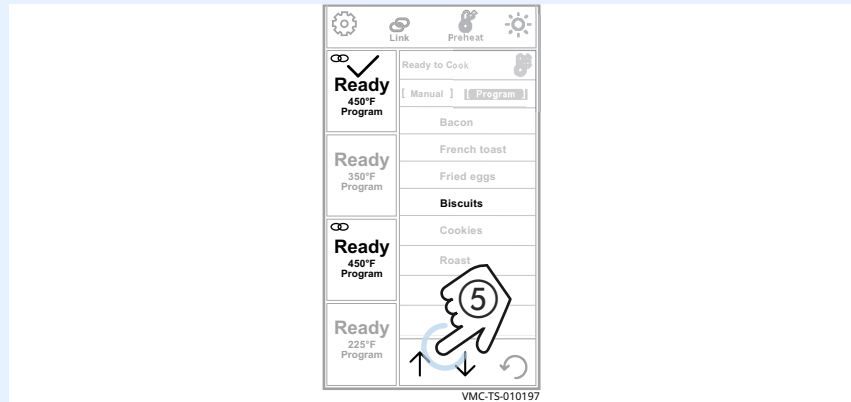 Link
Preheat
Ready
450°F
Program
Ready to Cook
[ Manual ] [ Program ]
Bacon
French toast
Ready
350°F
Program
Fried eggs
Biscuits
Cookies
Ready
450°F
Program
Roast
5
Ready
225°F
Program
VMC-TS-010197